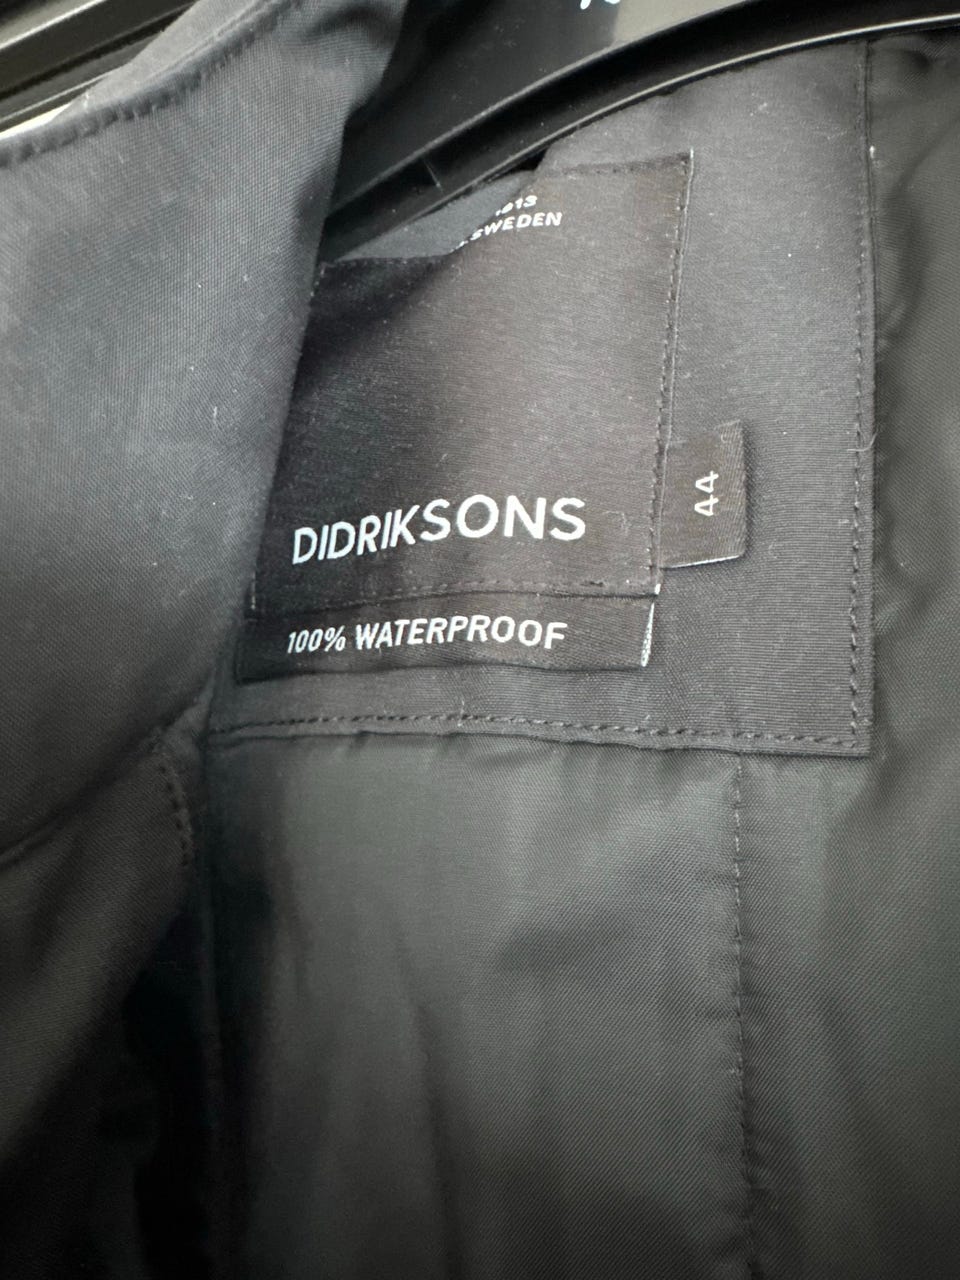 SWEDEN
DIDRIKSONS
44
100% WATERPROOF